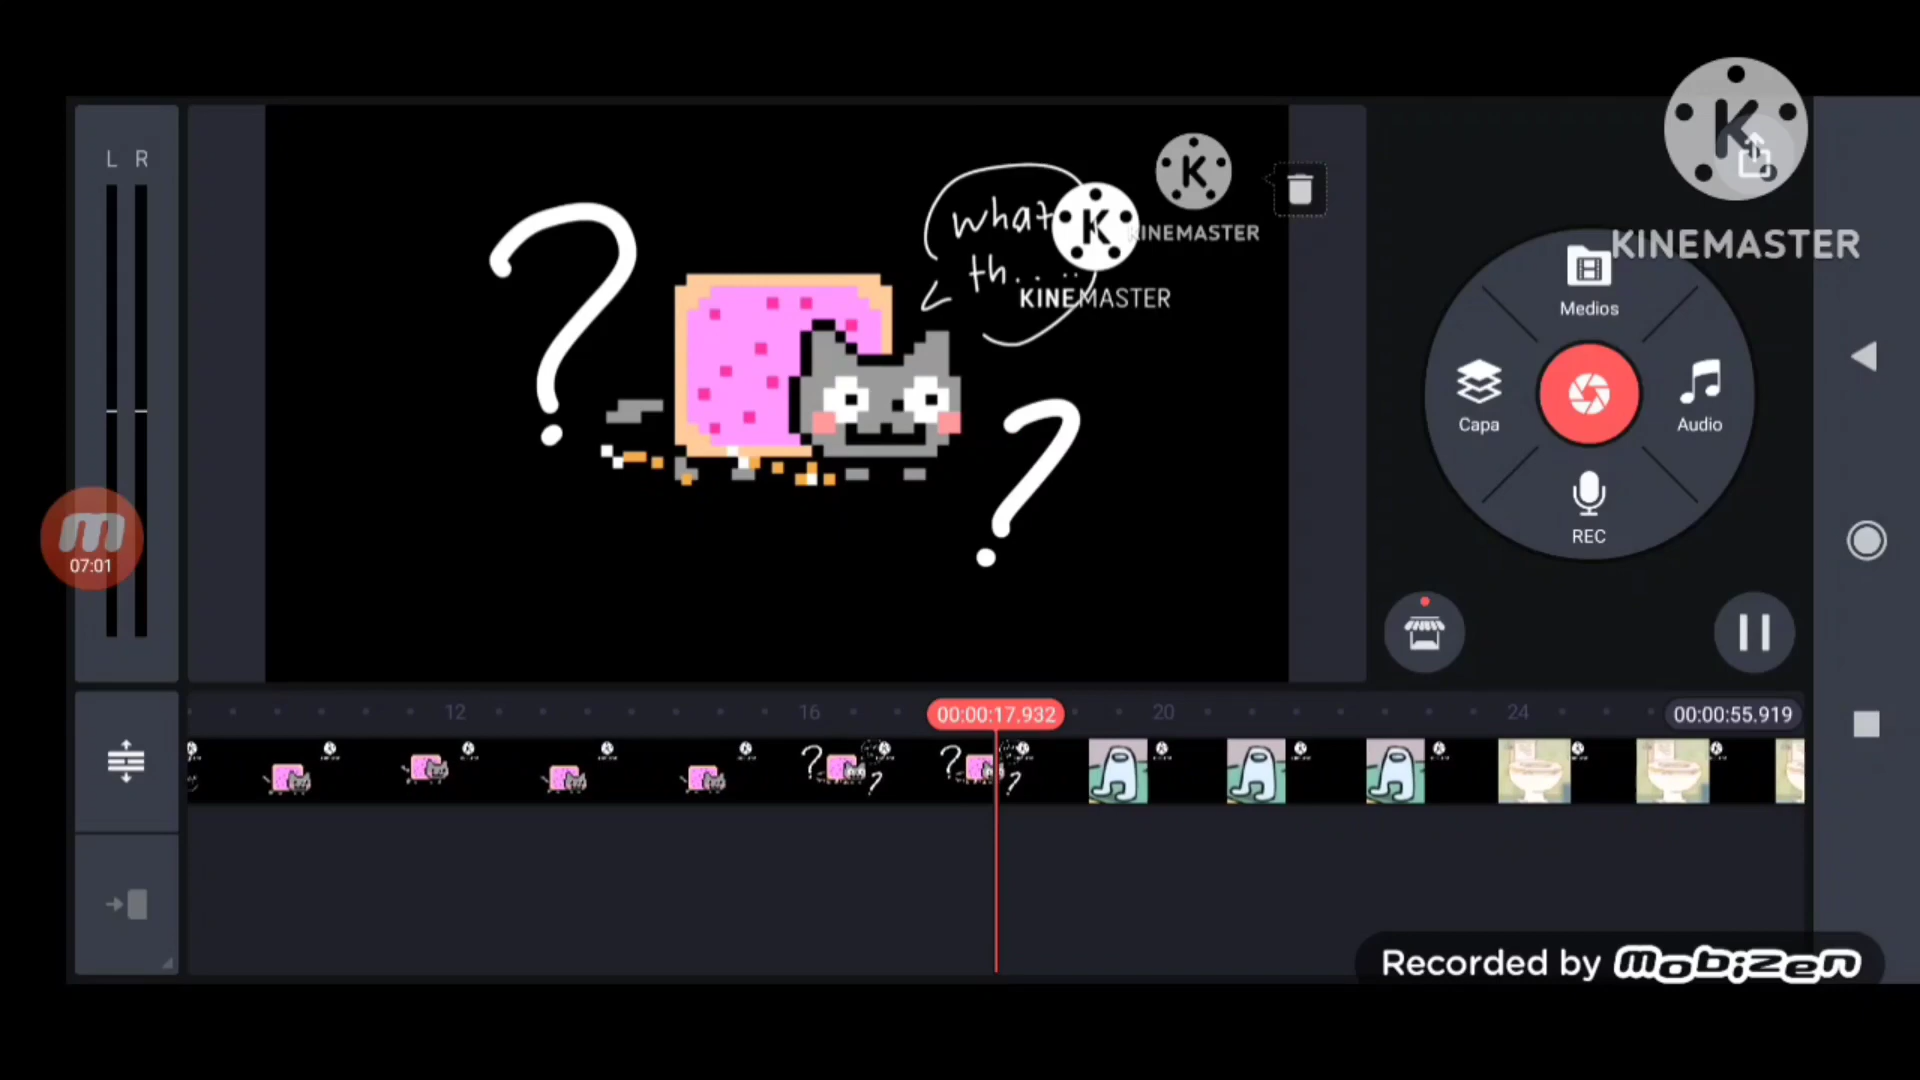 L R
K
KINEMASTER
K
KINEMASTER
what
th...
K
KINEMASTER
Medios
Capa
Audio
REC
m
07:01
12
16
00:00:17.932
20
24
00:00:55.919
Recorded by mobizen